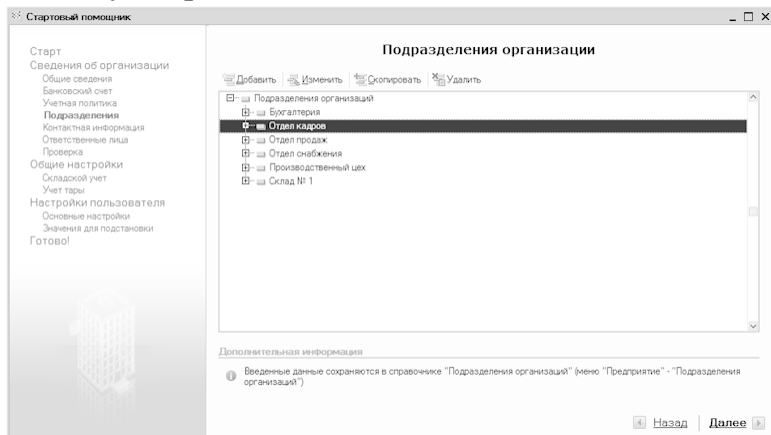 Стартовый помощник
Старт
Сведения об организации
Общие сведения
Банковский счет
Учетная политика
Подразделения
Контактная информация
Ответственные лица
Проверка
Общие настройки
Складской учет
Учет тары
Настройки пользователя
Основные настройки
Значения для подстановки
Готово!
Подразделения организации
Добавить Изменить Скопировать Удалить
Подразделения организаций
Бухгалтерия
Отдел кадров
Отдел продаж
Отдел снабжения
Производственный цех
Склад № 1
Дополнительная информация
Введенные данные сохраняются в справочнике "Подразделения организаций" (меню "Предприятие" - "Подразделения
организаций")
Назад Далее